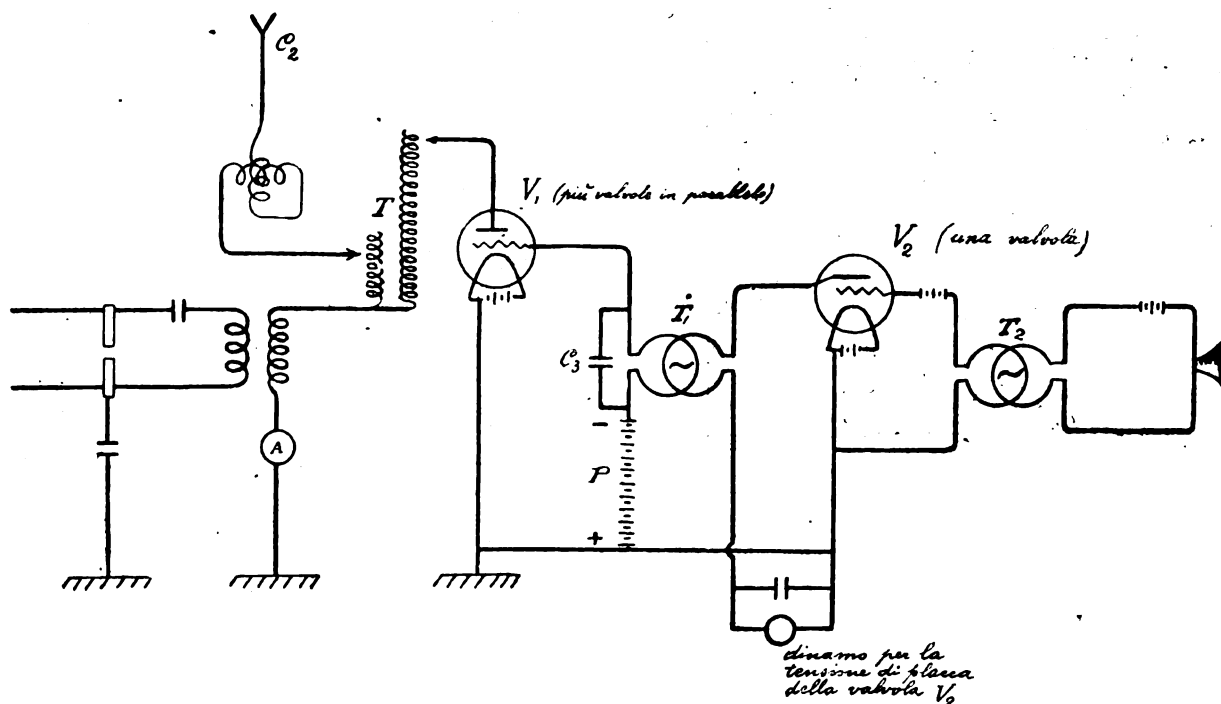 C₂
T
V₁ (più valvole in parallelo)
V₂ (una valvola)
T₁
T₂
C₃
-
P
A
+
dinamo per la
tensione di placca
della valvola V₂